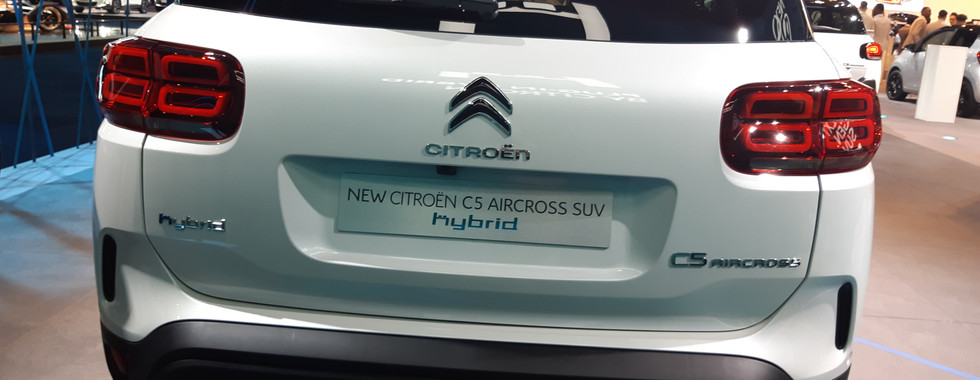 CITROËN
NEW CITROËN C5 AIRCROSS SUV
hybrid
hybrid
C5 AIRCROSS